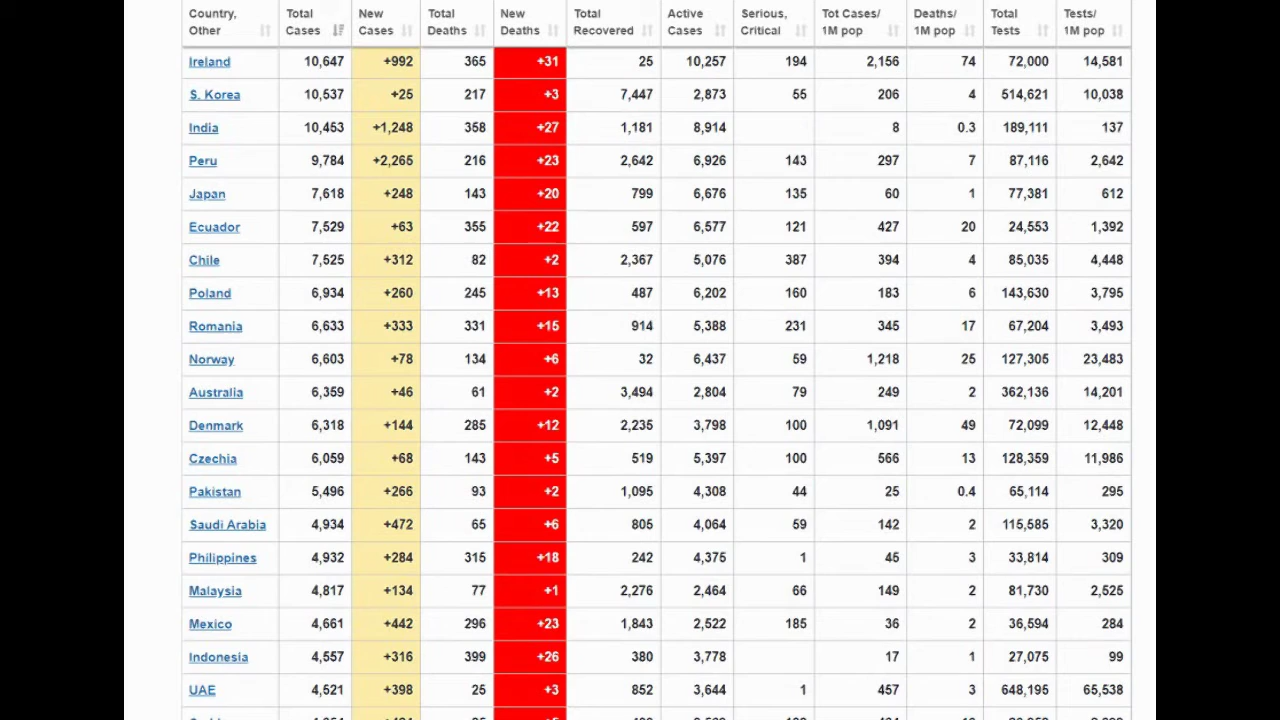 Country, Other Total Cases New Cases Total Deaths New Deaths Total Recovered Active Cases Serious, Critical Tot Cases/ 1M pop Deaths/ 1M pop Total Tests Tests/ 1M pop
Ireland 10,647 +992 365 +31 25 10,257 194 2,156 74 72,000 14,581
S. Korea 10,537 +25 217 +3 7,447 2,873 55 206 4 514,621 10,038
India 10,453 +1,248 358 +27 1,181 8,914 8 0.3 189,111 137
Peru 9,784 +2,265 216 +23 2,642 6,926 143 297 7 87,116 2,642
Japan 7,618 +248 143 +20 799 6,676 135 60 1 77,381 612
Ecuador 7,529 +63 355 +22 597 6,577 121 427 20 24,553 1,392
Chile 7,525 +312 82 +2 2,367 5,076 387 394 4 85,035 4,448
Poland 6,934 +260 245 +13 487 6,202 160 183 6 143,630 3,795
Romania 6,633 +333 331 +15 914 5,388 231 345 17 67,204 3,493
Norway 6,603 +78 134 +6 32 6,437 59 1,218 25 127,305 23,483
Australia 6,359 +46 61 +2 3,494 2,804 79 249 2 362,136 14,201
Denmark 6,318 +144 285 +12 2,235 3,798 100 1,091 49 72,099 12,448
Czechia 6,059 +68 143 +5 519 5,397 100 566 13 128,359 11,986
Pakistan 5,496 +266 93 +2 1,095 4,308 44 25 0.4 65,114 295
Saudi Arabia 4,934 +472 65 +6 805 4,064 59 142 2 115,585 3,320
Philippines 4,932 +284 315 +18 242 4,375 1 45 3 33,814 309
Malaysia 4,817 +134 77 +1 2,276 2,464 66 149 2 81,730 2,525
Mexico 4,661 +442 296 +23 1,843 2,522 185 36 2 36,594 284
Indonesia 4,557 +316 399 +26 380 3,778 17 1 27,075 99
UAE 4,521 +398 25 +3 852 3,644 1 457 3 648,195 65,538